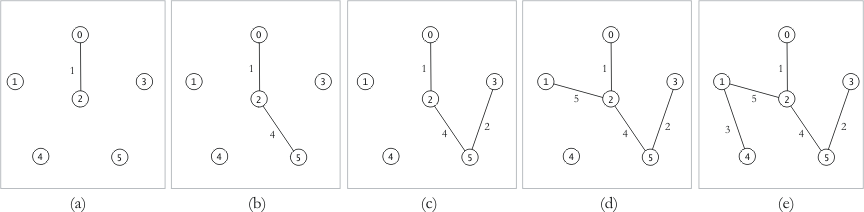 0 0 0 0 0
1 1 1 1 1
1 3 1 3 1 3 1 3 1 3
2 2 2 5 2 5 2
4 4 4 2 4 2 3 4 2
4 5 4 5 4 5 4 5 4 5
(a) (b) (c) (d) (e)